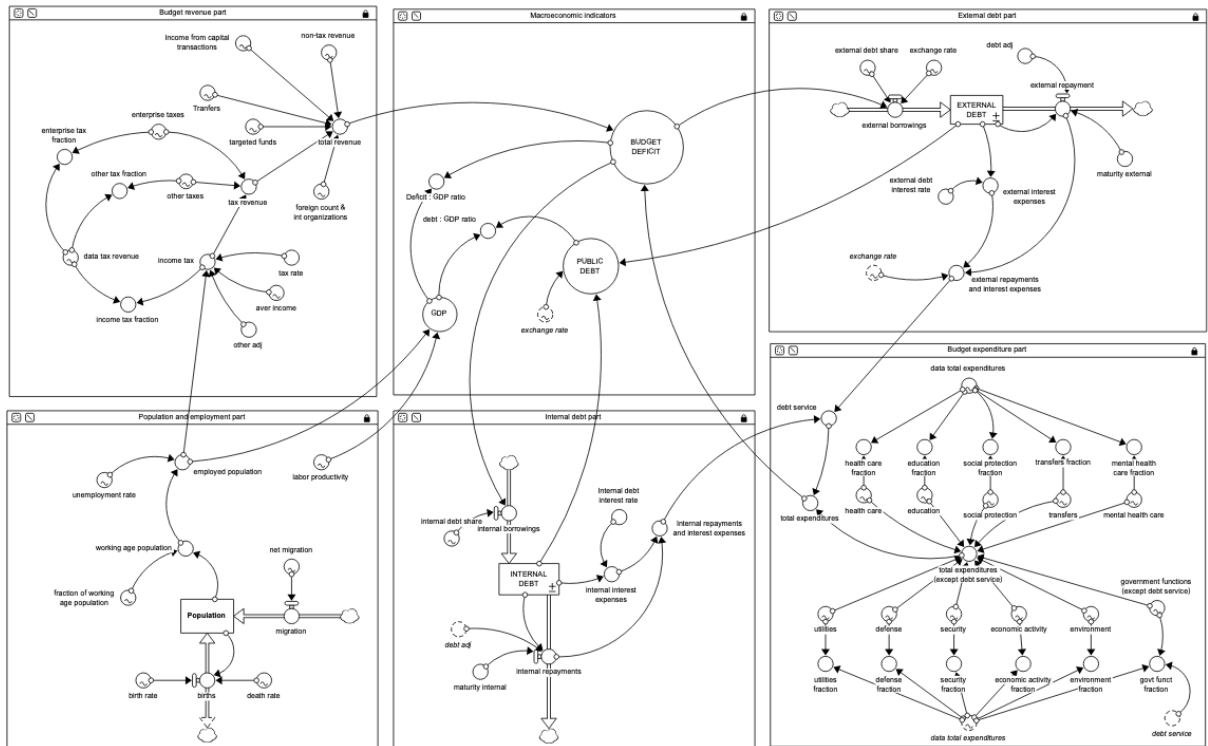 Budget revenue part
Income from capital
transactions
non-tax revenue
Tranfers
enterprise taxes
enterprise tax
fraction
targeted funds
total revenue
other tax fraction
other taxes
tax revenue
foreign count &
int organizations
data tax revenue
income tax
tax rate
aver income
income tax fraction
other adj
Macroeconomic indicators
BUDGET
DEFICIT
Deficit : GDP ratio
debt : GDP ratio
PUBLIC
DEBT
GDP
exchange rate
External debt part
external debt share
exchange rate
debt adj
external repayment
EXTERNAL
DEBT
external borrowings
maturity external
external debt
interest rate
external interest
expenses
exchange rate
external repayments
and interest expenses
Population and employment part
employed population
unemployment rate
labor productivity
working age population
net migration
fraction of working
age population
Population
migration
birth rate
births
death rate
Internal debt part
Internal debt
interest rate
internal debt share
internal borrowings
Internal repayments
and interest expenses
INTERNAL
DEBT
internal interest
expenses
debt adj
internal repayments
maturity internal
Budget expenditure part
data total expenditures
debt service
health care
fraction
education
fraction
social protection
fraction
transfers fraction
mental health
care fraction
total expenditures
health care
education
social protection
transfers
mental health care
total expenditures
(except debt service)
government functions
(except debt service)
utilities
defense
security
economic activity
environment
utilities
fraction
defense
fraction
security
fraction
economic activity
fraction
environment
fraction
govt funct
fraction
data total expenditures
debt service